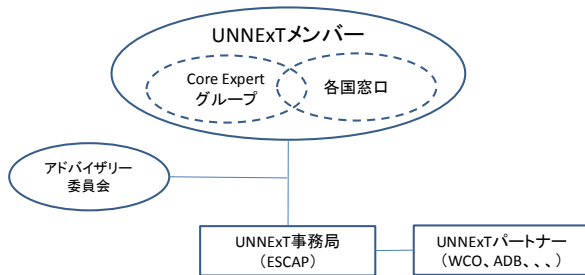 UNNExTメンバー
Core Expert
グループ
各国窓口
アドバイザリー
委員会
UNNExT事務局
（ESCAP）
UNNExTパートナー
（WCO、ADB、、、）